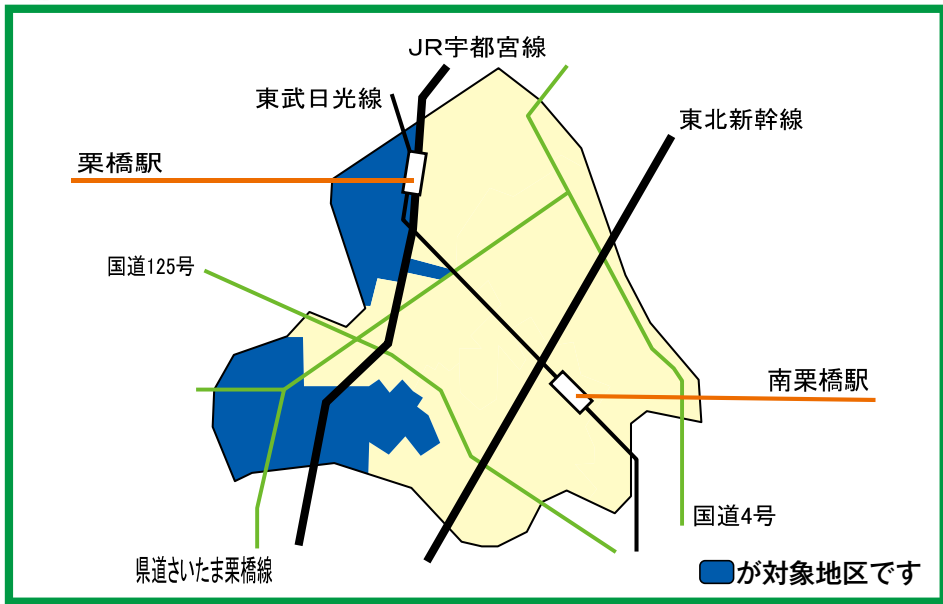 JR宇都宮線
東武日光線
東北新幹線
栗橋駅
国道125号
南栗橋駅
国道4号
県道さいたま栗橋線
が対象地区です